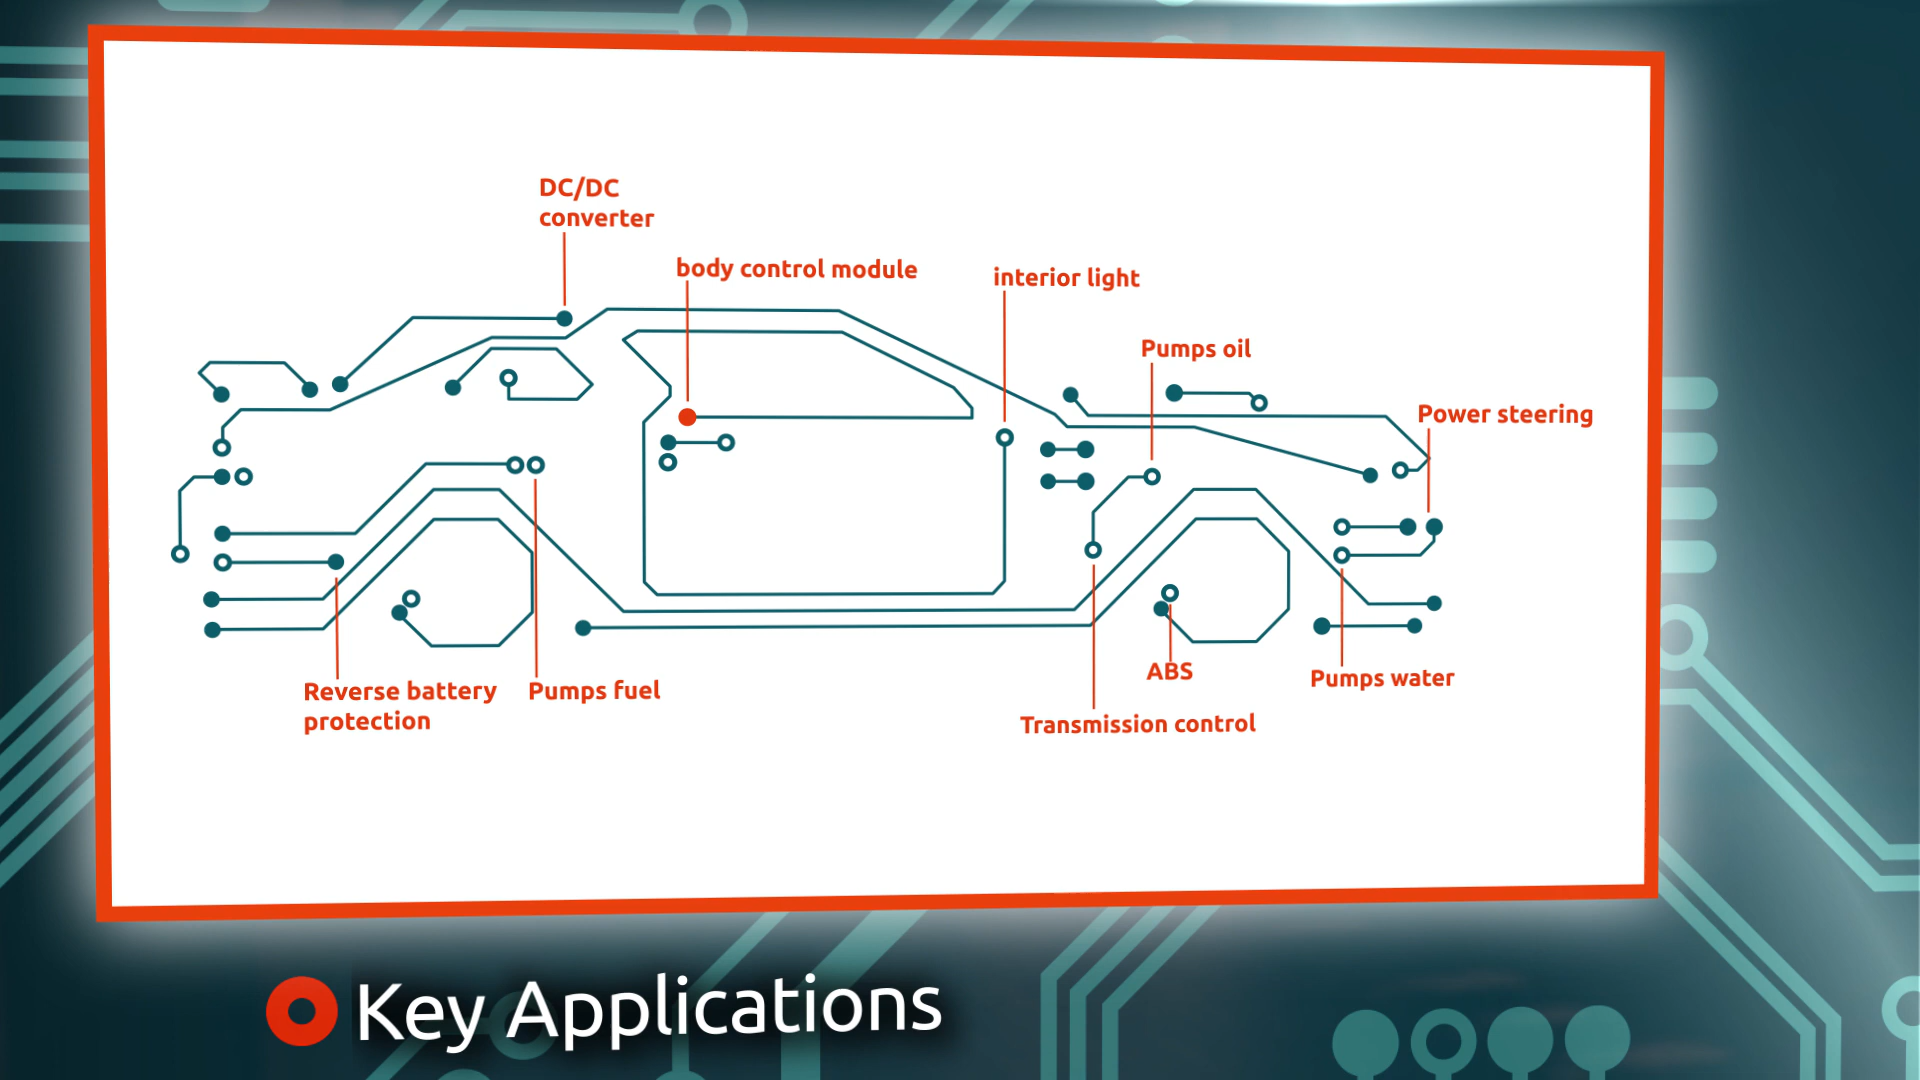 DC/DC
converter
body control module
interior light
Pumps oil
Power steering
Reverse battery
protection
Pumps fuel
ABS
Pumps water
Transmission control
Key Applications